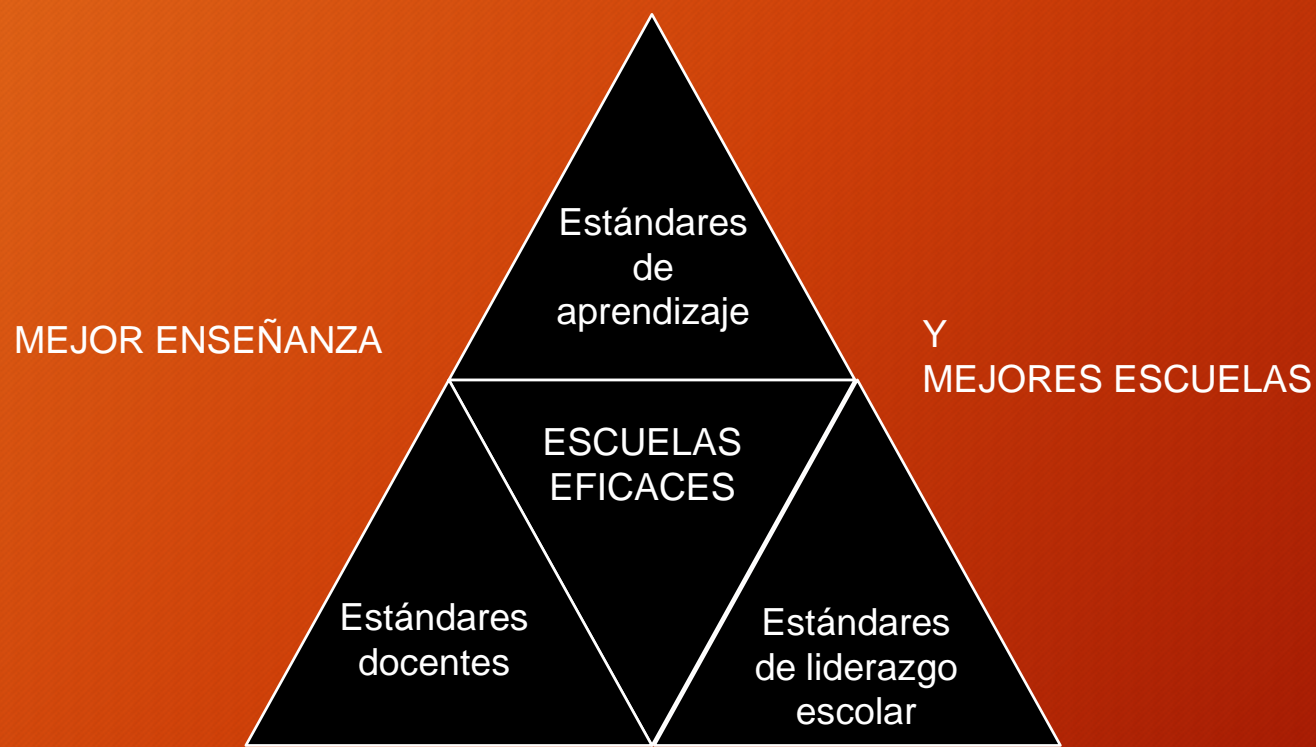 Estándares
de
aprendizaje
MEJOR ENSEÑANZA
Y
MEJORES ESCUELAS
ESCUELAS
EFICACES
Estándares
docentes
Estándares
de liderazgo
escolar